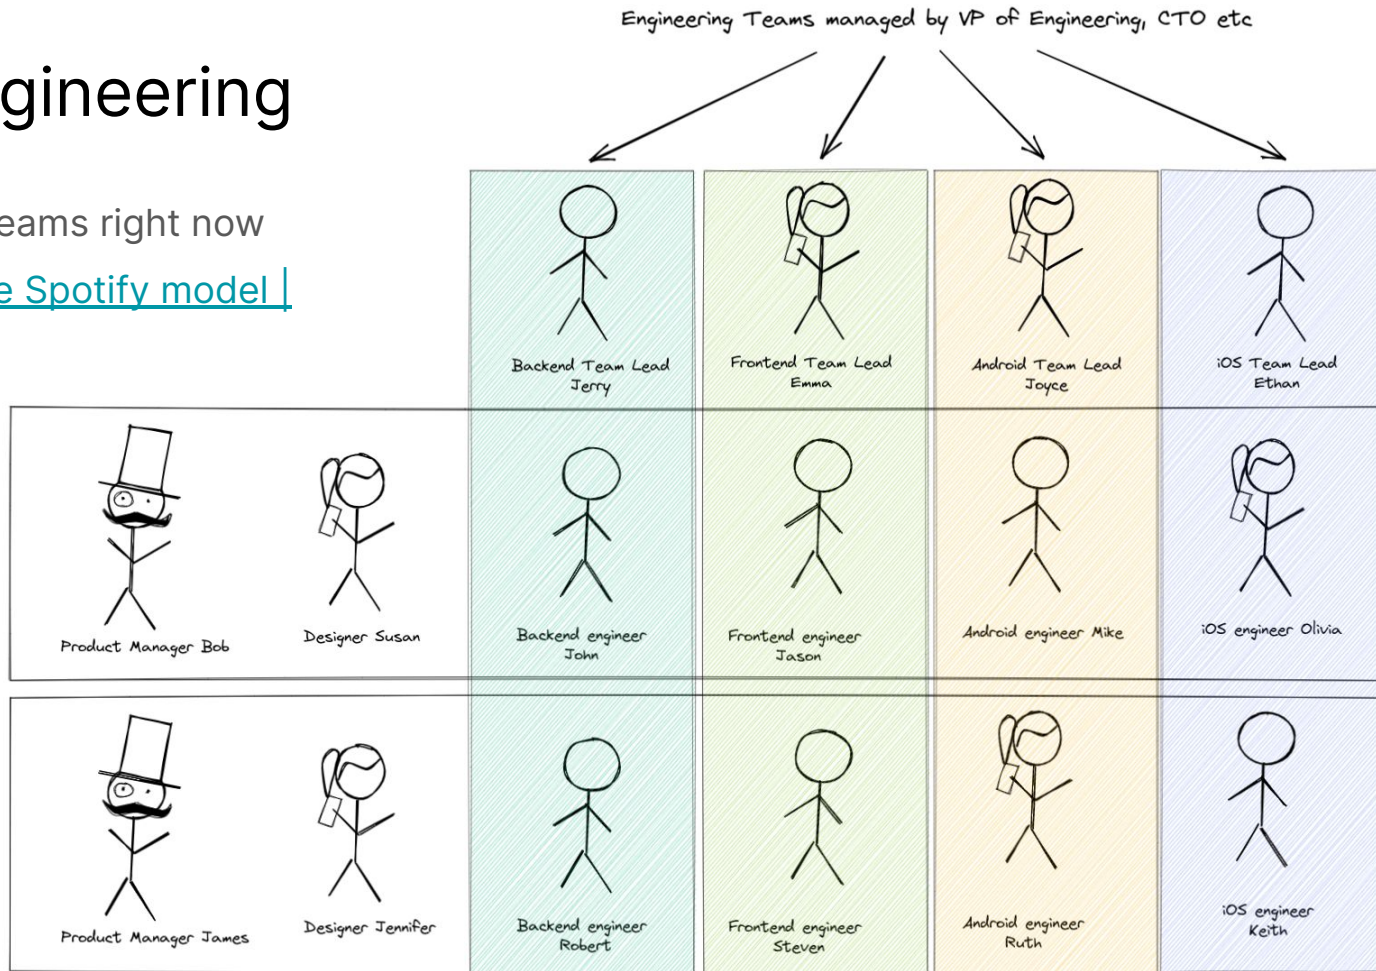 Engineering Teams managed by VP of Engineering, CTO etc
gineering
eams right now
e Spotify model |
Backend Team Lead
Jerry
Frontend Team Lead
Emma
Android Team Lead
Joyce
iOS Team Lead
Ethan
Product Manager Bob
Designer Susan
Backend engineer
John
Frontend engineer
Jason
Android engineer Mike
iOS engineer Olivia
Product Manager James
Designer Jennifer
Backend engineer
Robert
Frontend engineer
Steven
Android engineer
Ruth
iOS engineer
Keith